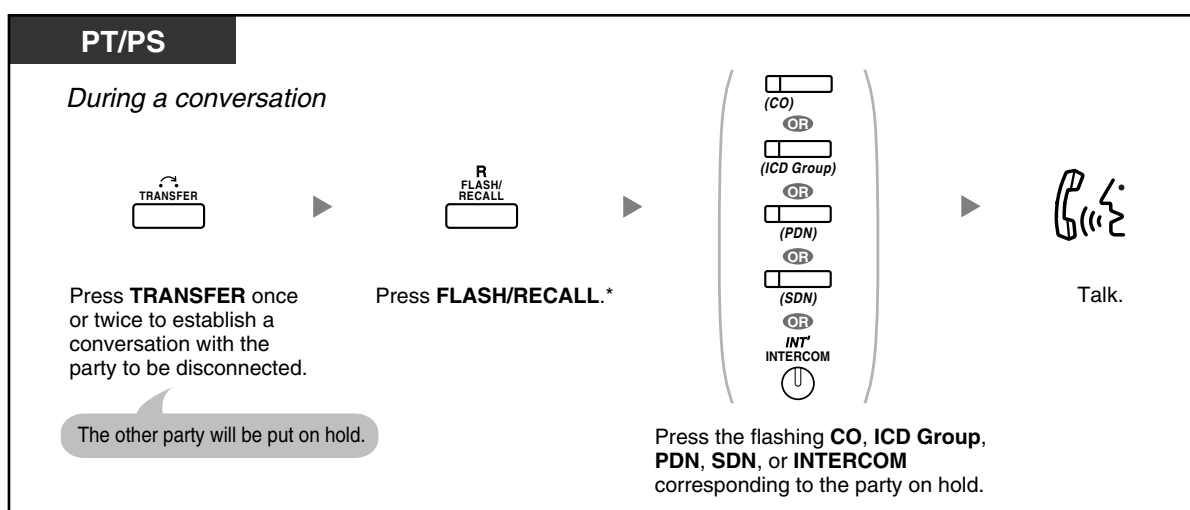 PT/PS
During a conversation
TRANSFER
Press TRANSFER once
or twice to establish a
conversation with the
party to be disconnected.
The other party will be put on hold.
R
FLASH/
RECALL
Press FLASH/RECALL.*
(CO)
OR
(ICD Group)
OR
(PDN)
OR
(SDN)
OR
INT'
INTERCOM
Press the flashing CO, ICD Group,
PDN, SDN, or INTERCOM
corresponding to the party on hold.
Talk.